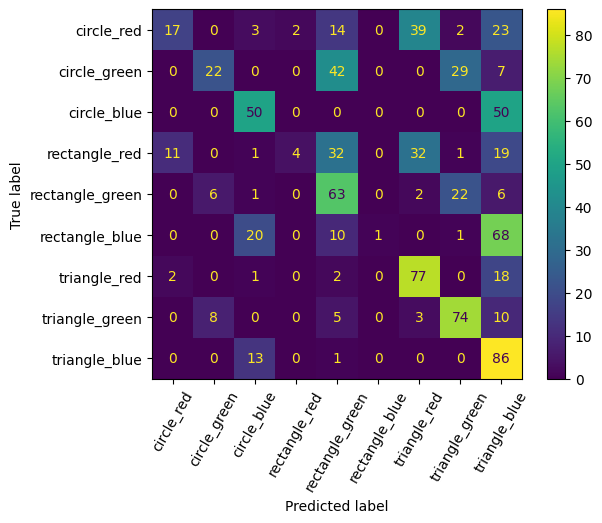 True label
circle_red 17 0 3 2 14 0 39 2 23
circle_green 0 22 0 0 42 0 0 29 7
circle_blue 0 0 50 0 0 0 0 0 50
rectangle_red 11 0 1 4 32 0 32 1 19
rectangle_green 0 6 1 0 63 0 2 22 6
rectangle_blue 0 0 20 0 10 1 0 1 68
triangle_red 2 0 1 0 2 0 77 0 18
triangle_green 0 8 0 0 5 0 3 74 10
triangle_blue 0 0 13 0 1 0 0 0 86
circle_red circle_green circle_blue rectangle_red rectangle_green rectangle_blue triangle_red triangle_green triangle_blue
Predicted label
80
70
60
50
40
30
20
10
0